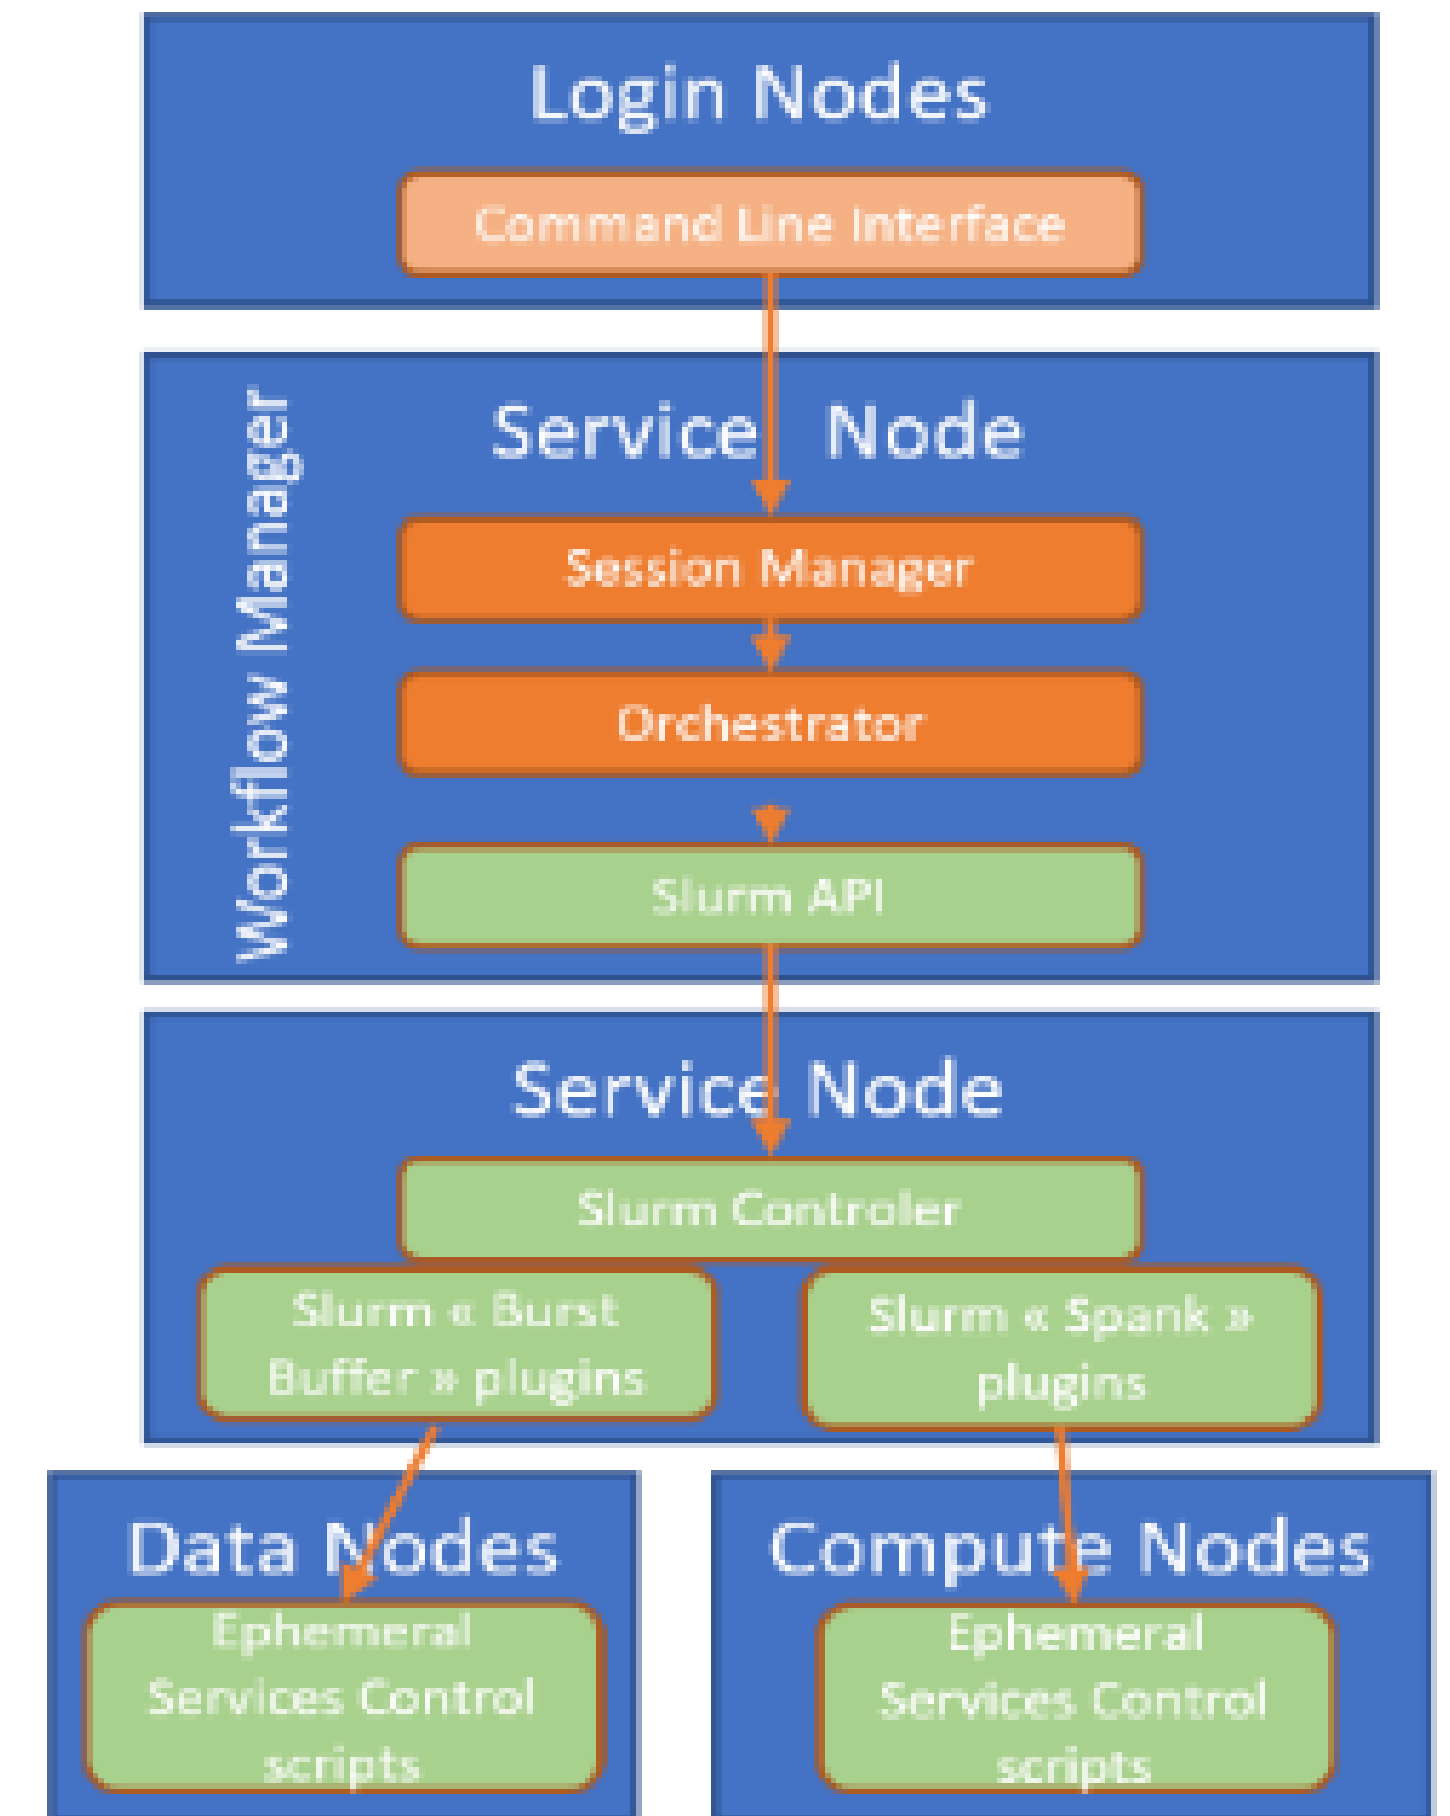 Login Nodes
Command Line Interface
Workflow Manager
Service Node
Session Manager
Orchestrator
Slurm API
Service Node
Slurm Controler
Slurm « Burst
Buffer » plugins
Slurm « Spank »
plugins
Data Nodes
Ephemeral
Services Control
scripts
Compute Nodes
Ephemeral
Services Control
scripts